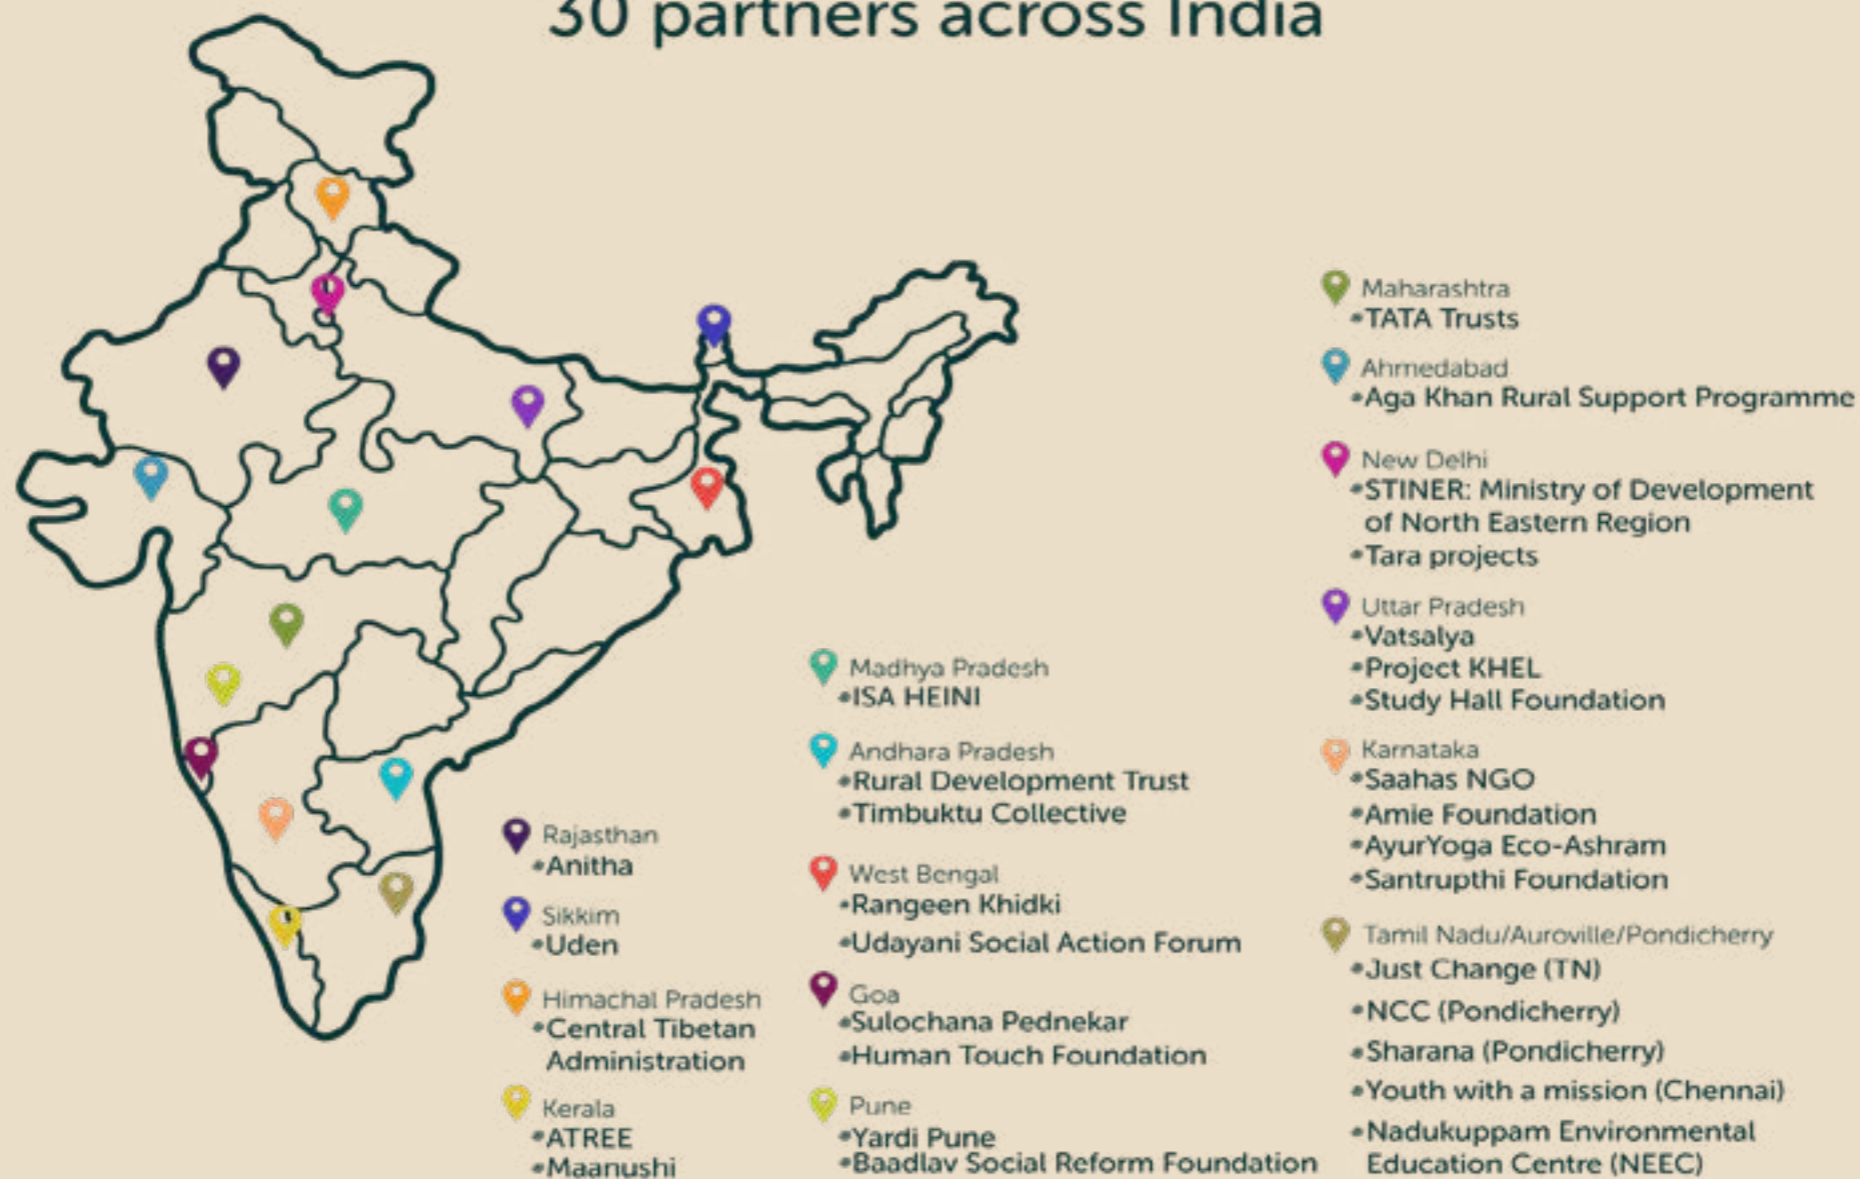 30 partners across India
Rajasthan
•Anitha
Sikkim
•Uden
Himachal Pradesh
•Central Tibetan
Administration
Kerala
•ATREE
•Maanushi
Madhya Pradesh
•ISA HEINI
Andhara Pradesh
•Rural Development Trust
•Timbuktu Collective
West Bengal
•Rangeen Khidki
•Udayani Social Action Forum
Goa
•Sulochana Pednekar
•Human Touch Foundation
Pune
•Yardi Pune
•Baadlav Social Reform Foundation
Maharashtra
•TATA Trusts
Ahmedabad
•Aga Khan Rural Support Programme
New Delhi
•STINER: Ministry of Development
of North Eastern Region
•Tara projects
Uttar Pradesh
•Vatsalya
•Project KHEL
•Study Hall Foundation
Karnataka
•Saahas NGO
•Amie Foundation
•AyurYoga Eco-Ashram
•Santrupthi Foundation
Tamil Nadu/Auroville/Pondicherry
•Just Change (TN)
•NCC (Pondicherry)
•Sharana (Pondicherry)
•Youth with a mission (Chennai)
•Nadukuppam Environmental
Education Centre (NEEC)